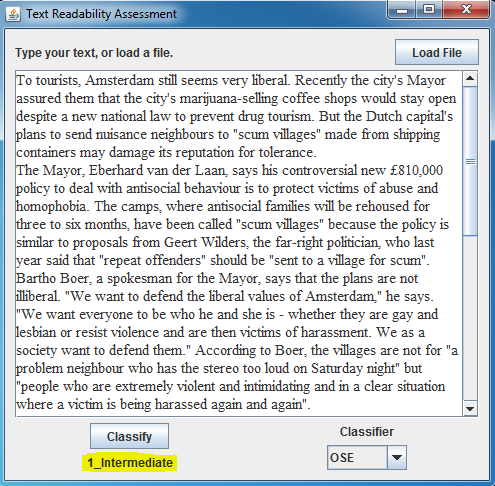 Text Readability Assessment
Type your text, or load a file.
Load File
To tourists, Amsterdam still seems very liberal. Recently the city's Mayor
assured them that the city's marijuana-selling coffee shops would stay open
despite a new national law to prevent drug tourism. But the Dutch capital's
plans to send nuisance neighbours to "scum villages" made from shipping
containers may damage its reputation for tolerance.
The Mayor, Eberhard van der Laan, says his controversial new £810,000
policy to deal with antisocial behaviour is to protect victims of abuse and
homophobia. The camps, where antisocial families will be rehoused for
three to six months, have been called "scum villages" because the policy is
similar to proposals from Geert Wilders, the far-right politician, who last
year said that "repeat offenders" should be "sent to a village for scum".
Bartho Boer, a spokesman for the Mayor, says that the plans are not
illiberal. "We want to defend the liberal values of Amsterdam," he says.
"We want everyone to be who he and she is - whether they are gay and
lesbian or resist violence and are then victims of harassment. We as a
society want to defend them." According to Boer, the villages are not for "a
problem neighbour who has the stereo too loud on Saturday night" but
"people who are extremely violent and intimidating and in a clear situation
where a victim is being harassed again and again".
Classify
1_Intermediate
Classifier
OSE